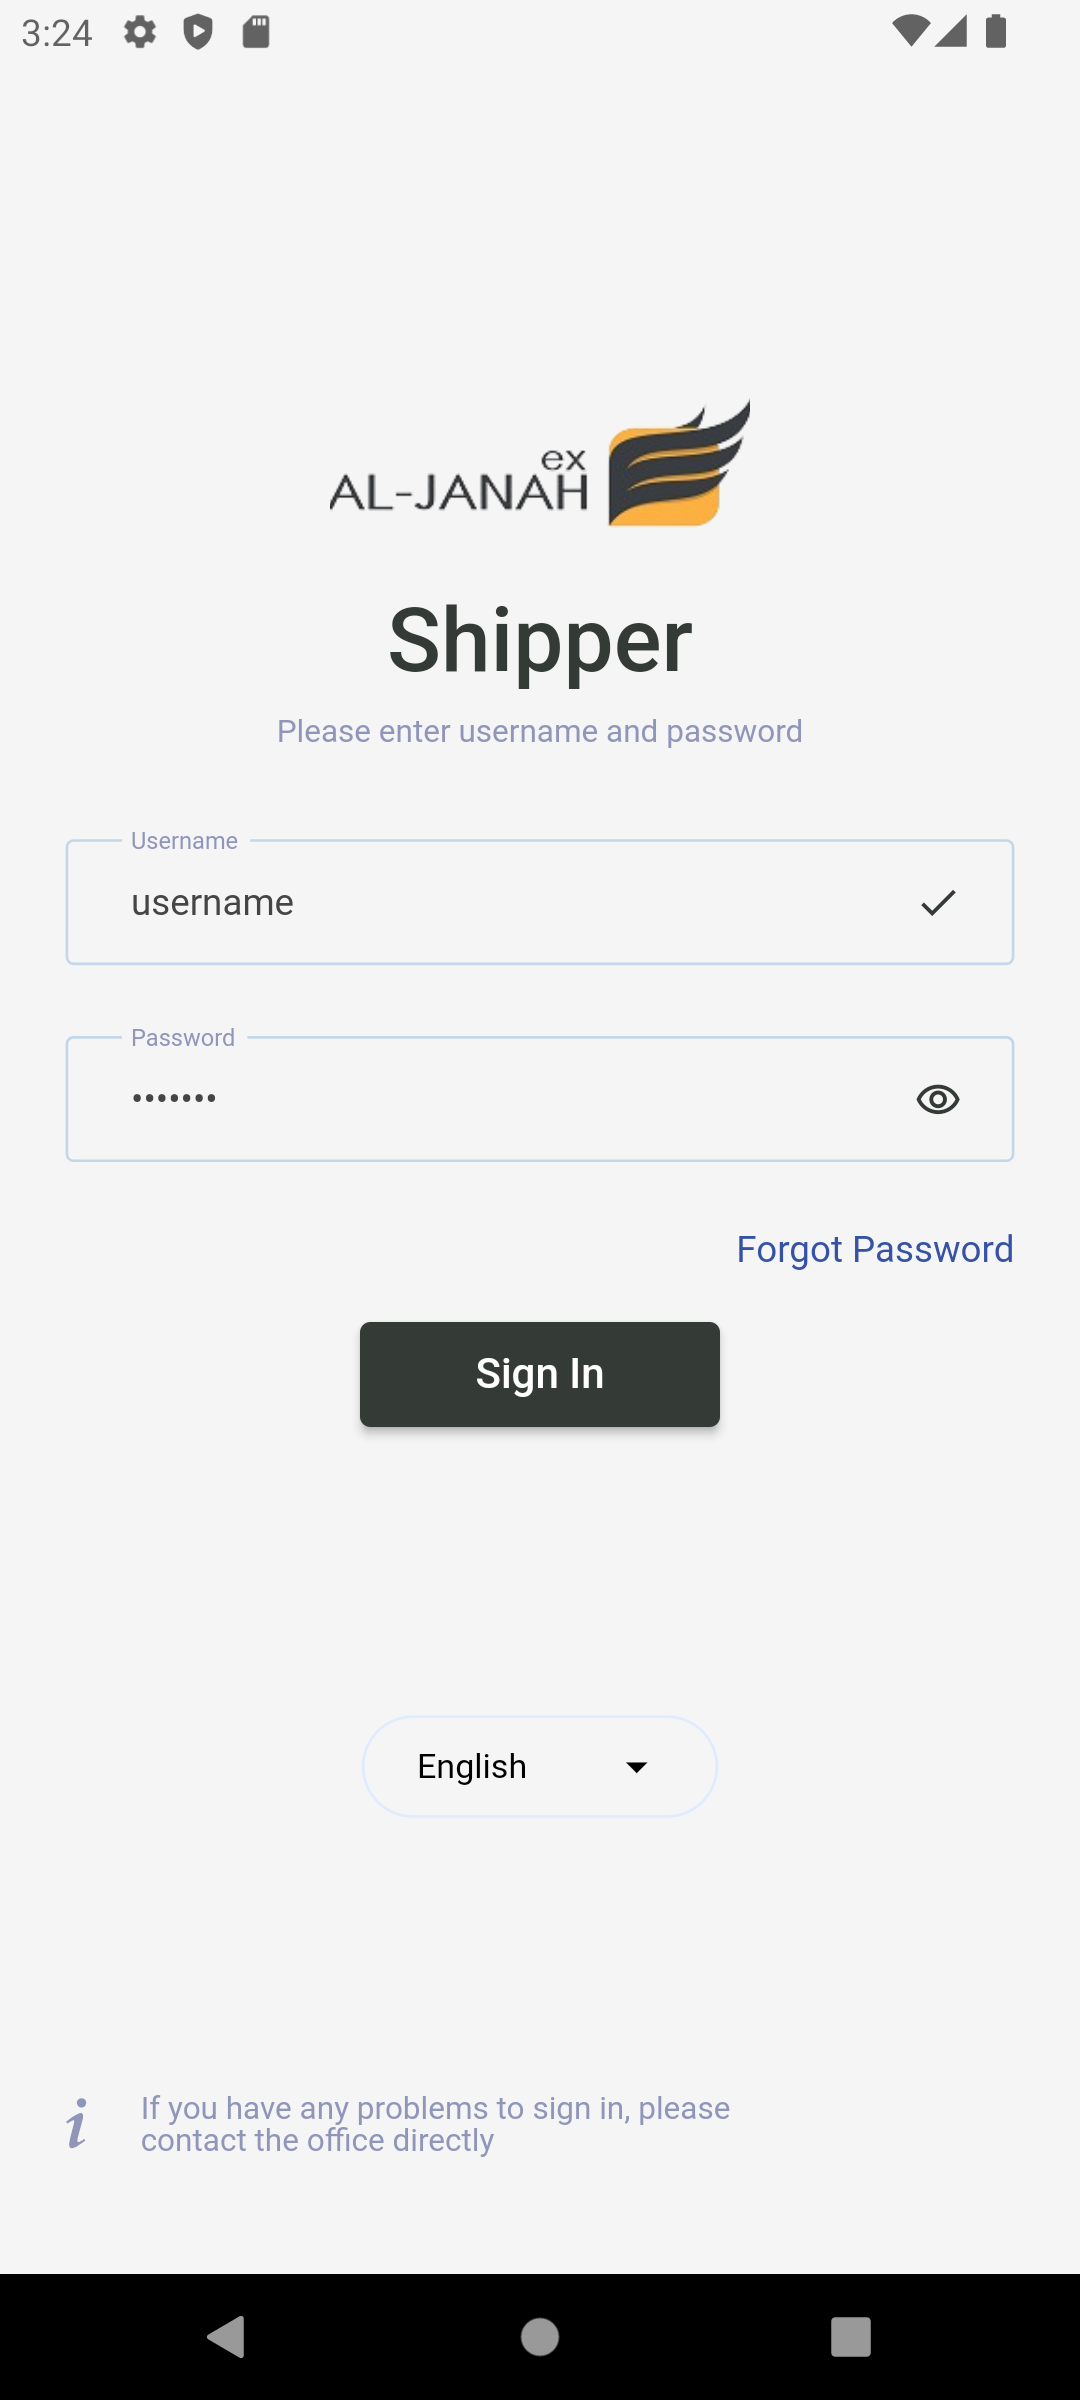 3:24
ex
AL-JANAH
Shipper
Please enter username and password
Username
username
Password
•••••••
Forgot Password
Sign In
English
If you have any problems to sign in, please
contact the office directly